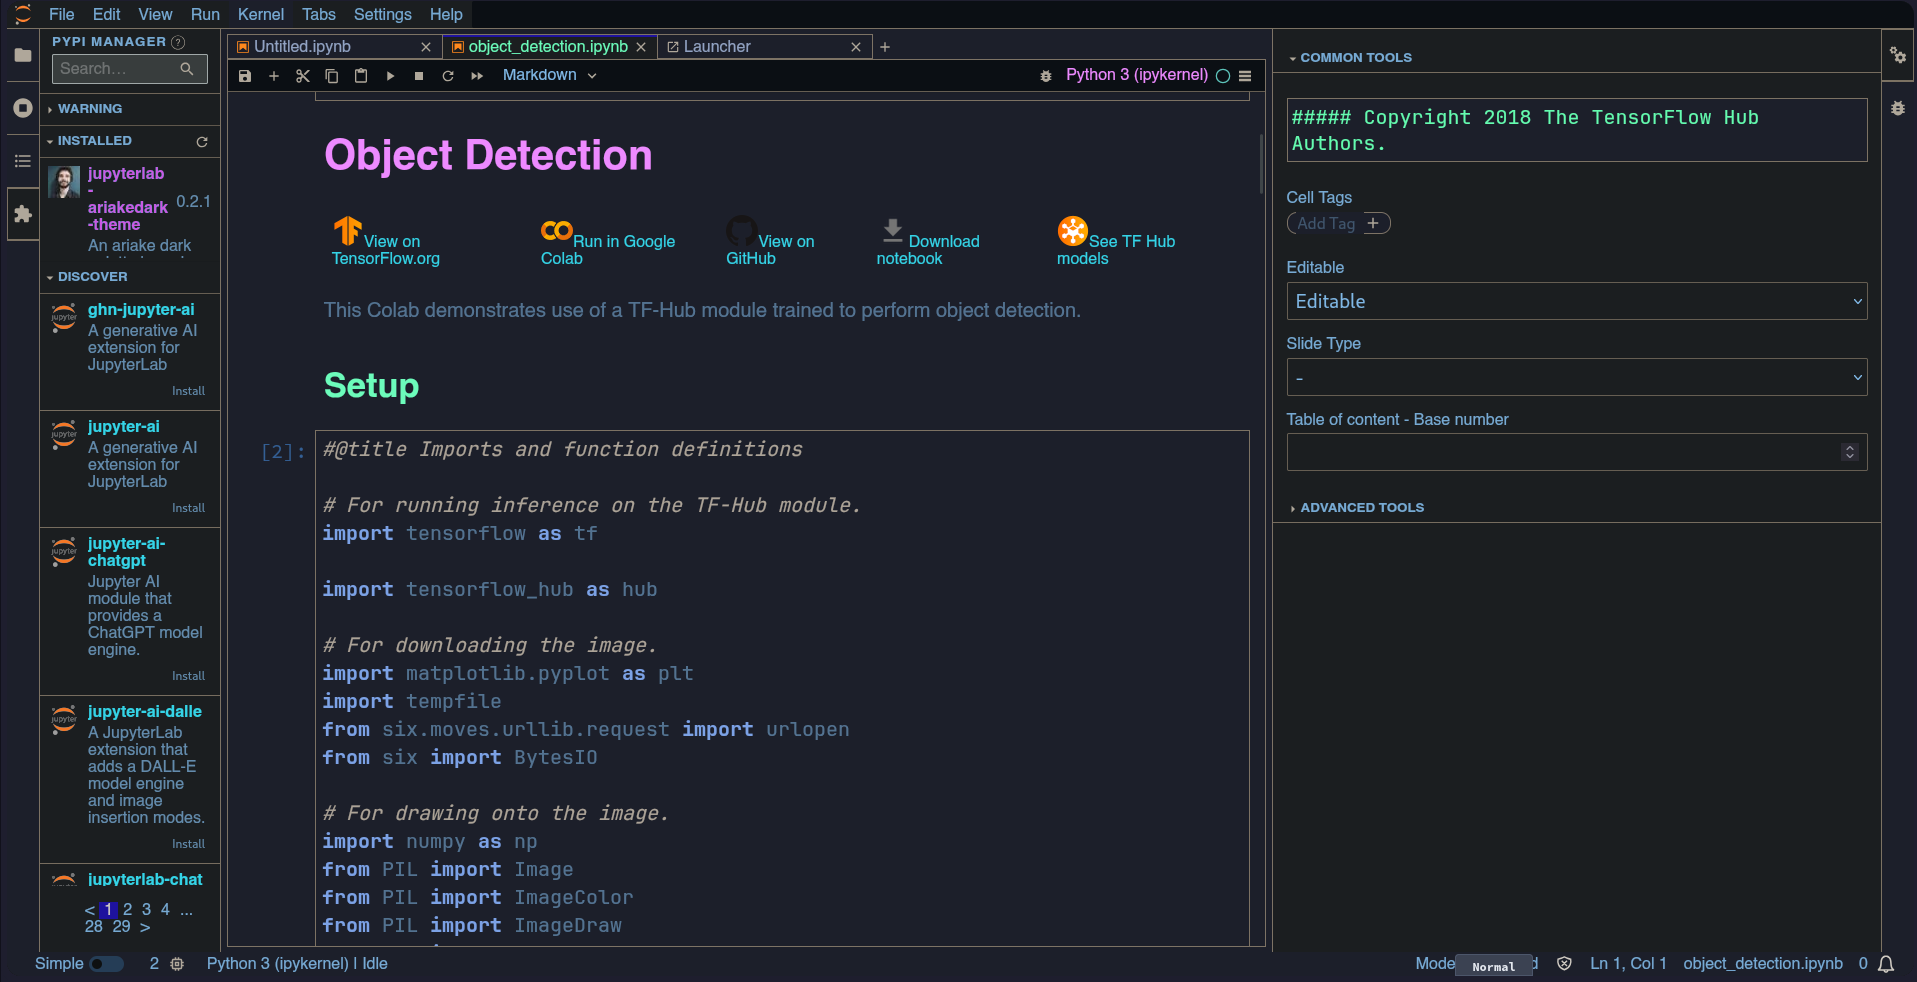 File Edit View Run Kernel Tabs Settings Help
PYPI MANAGER ?
Search...
WARNING
INSTALLED
jupyterlab
-
ariakedark
-theme
0.2.1
An ariake dark
DISCOVER
ghn-jupyter-ai
A generative AI
extension for
JupyterLab
Install
jupyter-ai
A generative AI
extension for
JupyterLab
Install
jupyter-ai-
chatgpt
Jupyter AI
module that
provides a
ChatGPT model
engine.
Install
jupyter-ai-dalle
A JupyterLab
extension that
adds a DALL-E
model engine
and image
insertion modes.
Install
jupyterlab-chat
< 1 2 3 4 ...
28 29 >
Untitled.ipynb
object_detection.ipynb
Launcher
Markdown
Python 3 (ipykernel)
Object Detection
View on
TensorFlow.org
Run in Google
Colab
View on
GitHub
Download
notebook
See TF Hub
models
This Colab demonstrates use of a TF-Hub module trained to perform object detection.
Setup
[2]:
#@title Imports and function definitions
# For running inference on the TF-Hub module.
import tensorflow as tf
import tensorflow_hub as hub
# For downloading the image.
import matplotlib.pyplot as plt
import tempfile
from six.moves.urllib.request import urlopen
from six import BytesIO
# For drawing onto the image.
import numpy as np
from PIL import Image
from PIL import ImageColor
from PIL import ImageDraw
COMMON TOOLS
##### Copyright 2018 The TensorFlow Hub
Authors.
Cell Tags
Add Tag +
Editable
Editable
Slide Type
-
Table of content - Base number
ADVANCED TOOLS
Simple
2
Python 3 (ipykernel) | Idle
Mode
Normal
d
Ln 1, Col 1
object_detection.ipynb
0